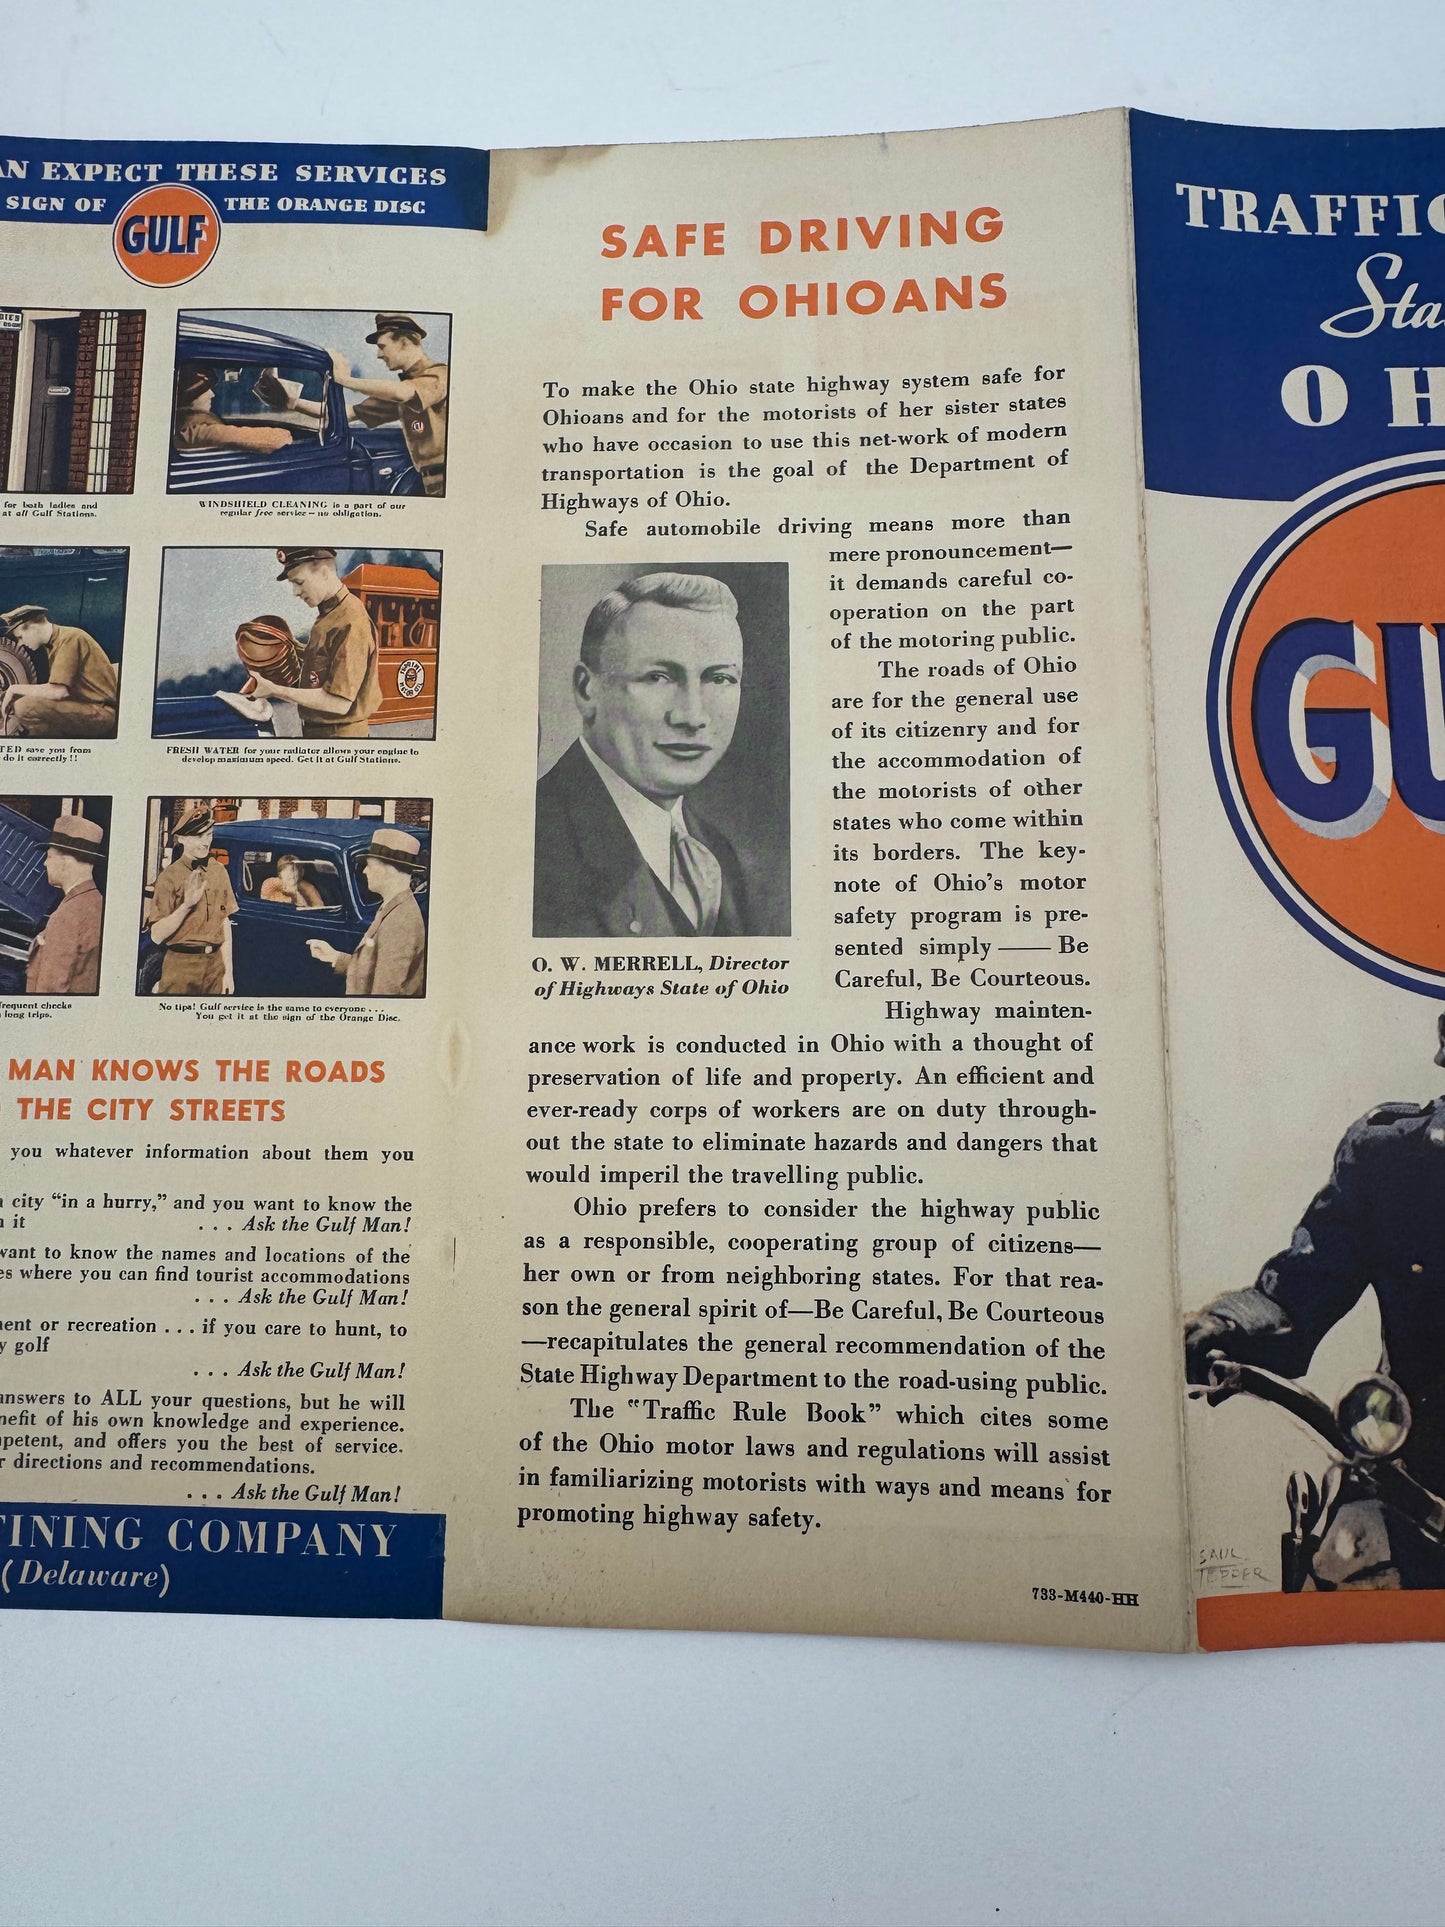 AN EXPECT THESE SERVICES
SIGN OF GULF THE ORANGE DISC
for both ladies and
at all Gulf Stations.
WINDSHIELD CLEANING is a part of our
regular free service — no obligation.
save you from
do it correctly!!
FRESH WATER for your radiator allows your engine to
develop maximum speed. Get it at Gulf Stations.
frequent checks
long trips.
No tips! Gulf service is the same to everyone . . .
You get it at the sign of the Orange Disc.
MAN KNOWS THE ROADS
THE CITY STREETS
you whatever information about them you
city "in a hurry," and you want to know the
it . . . Ask the Gulf Man!
want to know the names and locations of the
es where you can find tourist accommodations
. . . Ask the Gulf Man!
ment or recreation . . . if you care to hunt, to
y golf
. . . Ask the Gulf Man!
answers to ALL your questions, but he will
nefit of his own knowledge and experience.
mpetent, and offers you the best of service.
r directions and recommendations.
. . . Ask the Gulf Man!
FINING COMPANY
(Delaware)
SAFE DRIVING
FOR OHIOANS
To make the Ohio state highway system safe for
Ohioans and for the motorists of her sister states
who have occasion to use this net-work of modern
transportation is the goal of the Department of
Highways of Ohio.
Safe automobile driving means more than
mere pronouncement—
it demands careful co-
operation on the part
of the motoring public.
The roads of Ohio
are for the general use
of its citizenry and for
the accommodation of
the motorists of other
states who come within
its borders. The key-
note of Ohio's motor
safety program is pre-
sented simply —— Be
Careful, Be Courteous.
O. W. MERRELL, Director
of Highways State of Ohio
Highway mainten-
ance work is conducted in Ohio with a thought of
preservation of life and property. An efficient and
ever-ready corps of workers are on duty through-
out the state to eliminate hazards and dangers that
would imperil the travelling public.
Ohio prefers to consider the highway public
as a responsible, cooperating group of citizens—
her own or from neighboring states. For that rea-
son the general spirit of—Be Careful, Be Courteous
—recapitulates the general recommendation of the
State Highway Department to the road-using public.
The "Traffic Rule Book" which cites some
of the Ohio motor laws and regulations will assist
in familiarizing motorists with ways and means for
promoting highway safety.
733-M440-HH
TRAFFIC
Sta
O H
GU
SAUL
TEPPER